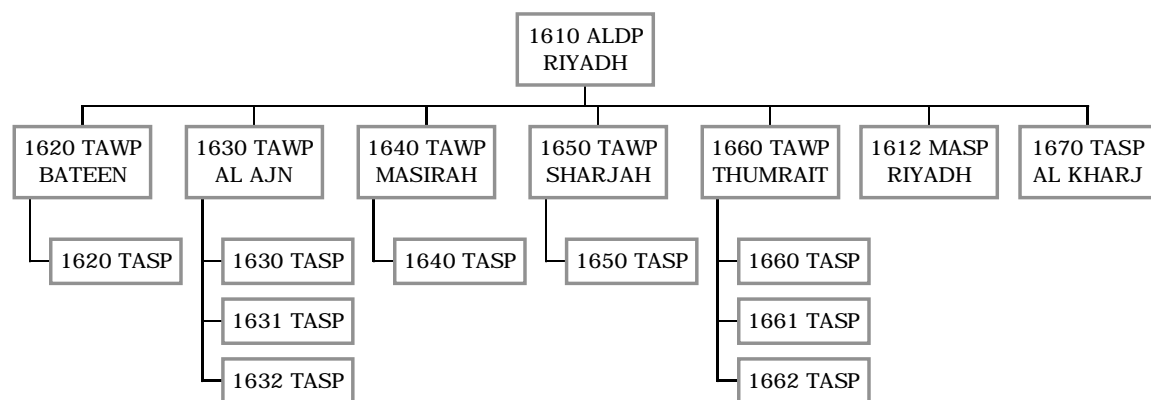 1610 ALDP
RIYADH
1620 TAWP
BATEEN
1630 TAWP
AL AJN
1640 TAWP
MASIRAH
1650 TAWP
SHARJAH
1660 TAWP
THUMRAIT
1612 MASP
RIYADH
1670 TASP
AL KHARJ
1620 TASP
1630 TASP
1640 TASP
1650 TASP
1660 TASP
1631 TASP
1661 TASP
1632 TASP
1662 TASP